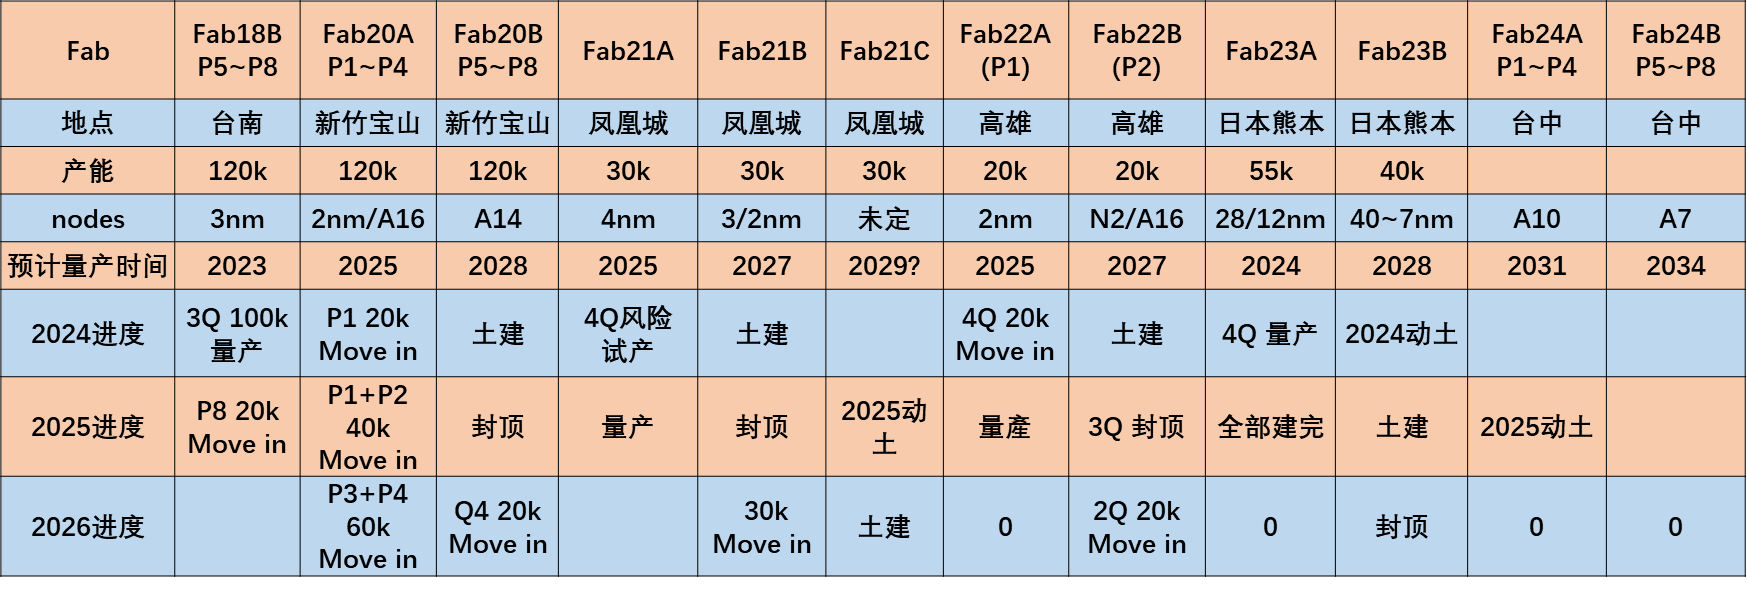 Fab Fab18B P5~P8 Fab20A P1~P4 Fab20B P5~P8 Fab21A Fab21B Fab21C Fab22A (P1) Fab22B (P2) Fab23A Fab23B Fab24A P1~P4 Fab24B P5~P8
地点 台南 新竹宝山 新竹宝山 凤凰城 凤凰城 凤凰城 高雄 高雄 日本熊本 日本熊本 台中 台中
产能 120k 120k 120k 30k 30k 30k 20k 20k 55k 40k
nodes 3nm 2nm/A16 A14 4nm 3/2nm 未定 2nm N2/A16 28/12nm 40~7nm A10 A7
预计量产时间 2023 2025 2028 2025 2027 2029? 2025 2027 2024 2028 2031 2034
2024进度 3Q 100k 量产 P1 20k Move in 土建 4Q风险试产 土建 4Q 20k Move in 土建 4Q 量产 2024动土
2025进度 P8 20k Move in P1+P2 40k Move in 封顶 量产 封顶 2025动土 量產 3Q 封顶 全部建完 土建 2025动土
2026进度 P3+P4 60k Move in Q4 20k Move in 30k Move in 土建 0 2Q 20k Move in 0 封顶 0 0